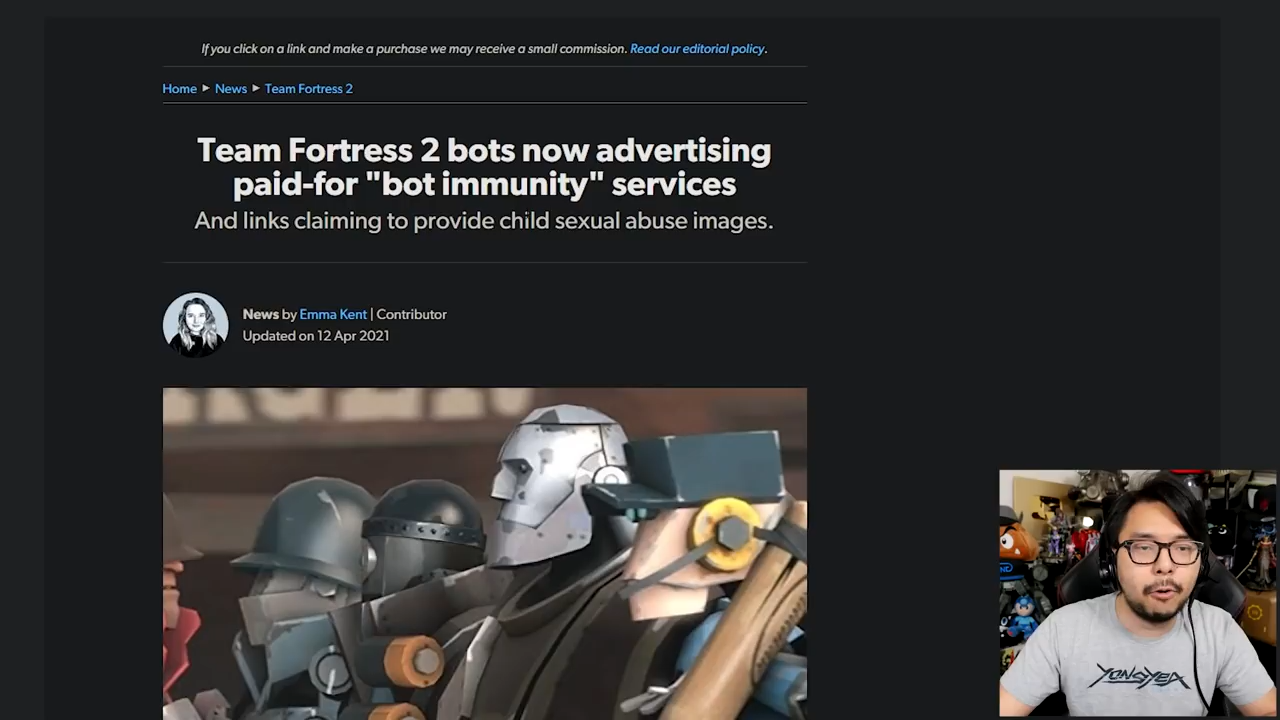 If you click on a link and make a purchase we may receive a small commission. Read our editorial policy.
Home ▸ News ▸ Team Fortress 2
Team Fortress 2 bots now advertising
paid-for "bot immunity" services
And links claiming to provide child sexual abuse images.
News by Emma Kent | Contributor
Updated on 12 Apr 2021
YONGYEA